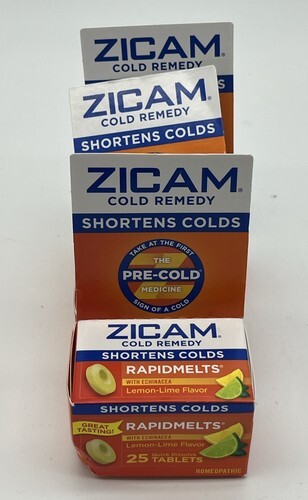 ZICAM®
COLD REMEDY
ZICAM®
COLD REMEDY
SHORTENS COLDS
ZICAM®
COLD REMEDY
SHORTENS COLDS
TAKE AT THE FIRST
THE
PRE-COLD®
MEDICINE
SIGN OF A COLD
ZICAM®
COLD REMEDY
SHORTENS COLDS
RAPIDMELTS®
WITH ECHINACEA
Lemon-Lime Flavor
SHORTENS COLDS
GREAT
TASTING!
RAPIDMELTS®
WITH ECHINACEA
Lemon-Lime Flavor
25 Quick Dissolve
TABLETS
HOMEOPATHIC